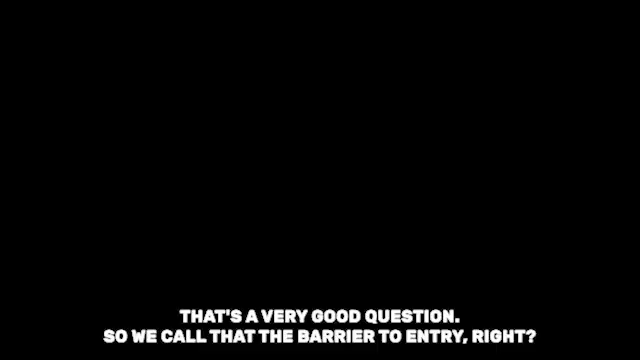 THAT'S A VERY GOOD QUESTION.
SO WE CALL THAT THE BARRIER TO ENTRY, RIGHT?